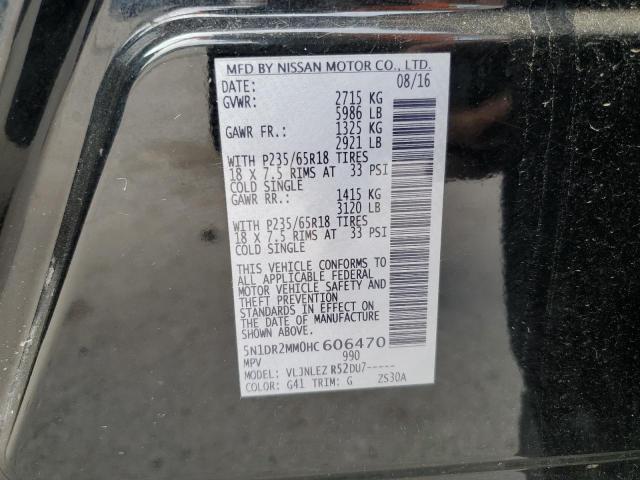 MFD BY NISSAN MOTOR CO., LTD.
DATE: 08/16
GVWR: 2715 KG
5986 LB
GAWR FR.: 1325 KG
2921 LB
WITH P235/65R18 TIRES
18 X 7.5 RIMS AT 33 PSI
COLD SINGLE
GAWR RR.: 1415 KG
3120 LB
WITH P235/65R18 TIRES
18 X 7.5 RIMS AT 33 PSI
COLD SINGLE
THIS VEHICLE CONFORMS TO
ALL APPLICABLE FEDERAL
MOTOR VEHICLE SAFETY AND
THEFT PREVENTION
STANDARDS IN EFFECT ON
THE DATE OF MANUFACTURE
SHOWN ABOVE.
5N1DR2MM0HC606470
MPV 990
MODEL: VLJNLEZ R52DU7-----
COLOR: G41 TRIM: G ZS30A